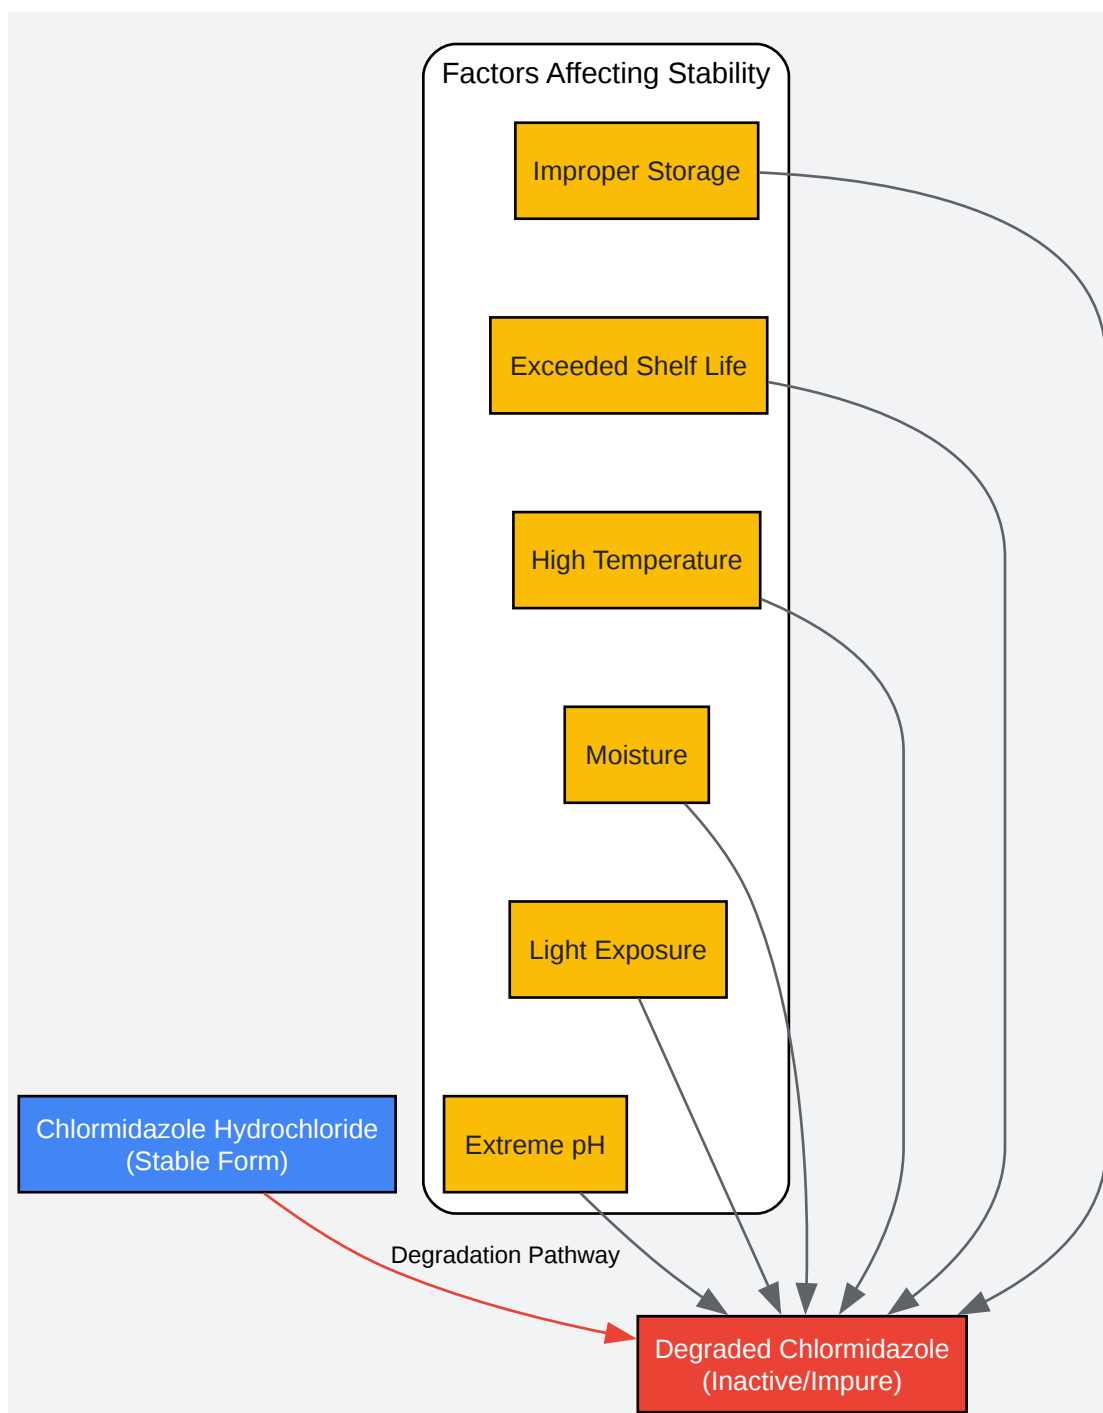 Factors Affecting Stability
Improper Storage
Exceeded Shelf Life
High Temperature
Moisture
Light Exposure
Chlormidazole Hydrochloride
(Stable Form)
Extreme pH
Degradation Pathway
Degraded Chlormidazole
(Inactive/Impure)